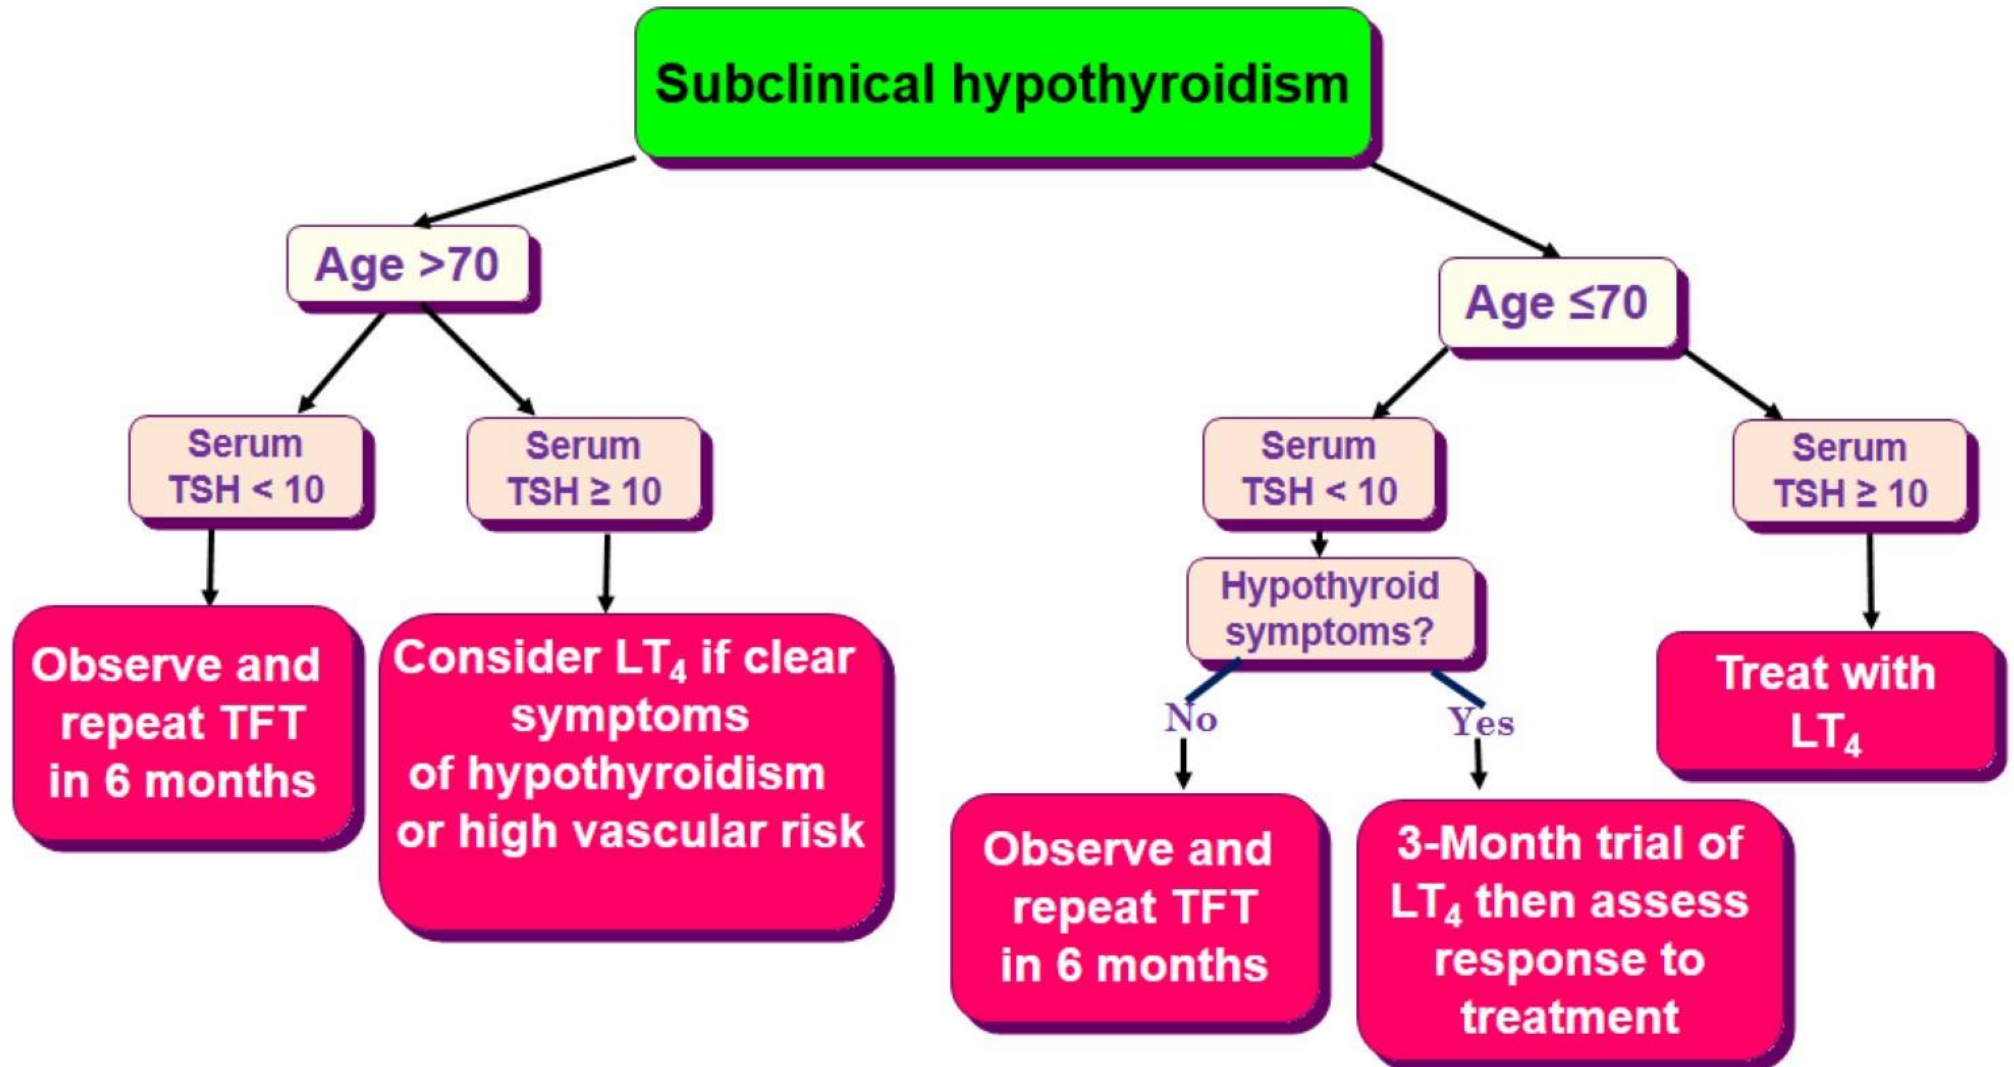 Subclinical hypothyroidism
Age >70
Age ≤70
Serum
TSH < 10
Serum
TSH ≥ 10
Serum
TSH < 10
Serum
TSH ≥ 10
Hypothyroid
symptoms?
No
Yes
Observe and
repeat TFT
in 6 months
Consider LT₄ if clear
symptoms
of hypothyroidism
or high vascular risk
Observe and
repeat TFT
in 6 months
3-Month trial of
LT₄ then assess
response to
treatment
Treat with
LT₄